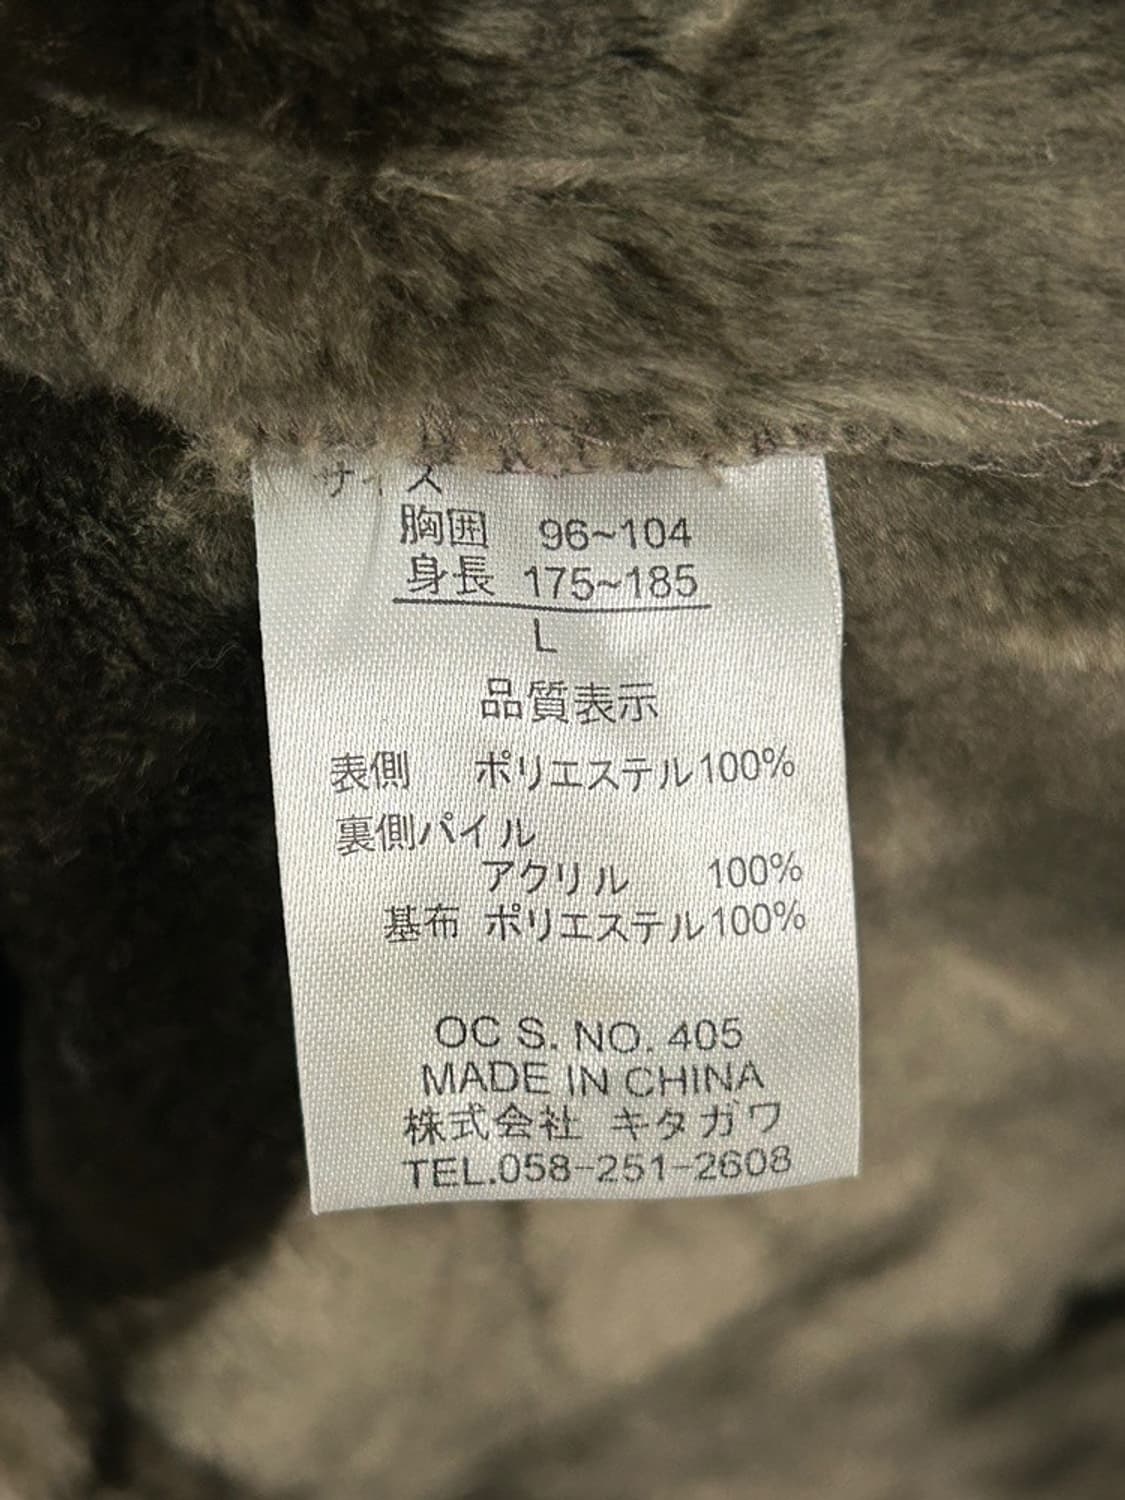 サイズ
胸囲 96~104
身長 175~185
L
品質表示
表側 ポリエステル100%
裏側パイル
アクリル 100%
基布 ポリエステル100%
OC S. NO. 405
MADE IN CHINA
株式会社 キタガワ
TEL.058-251-2608